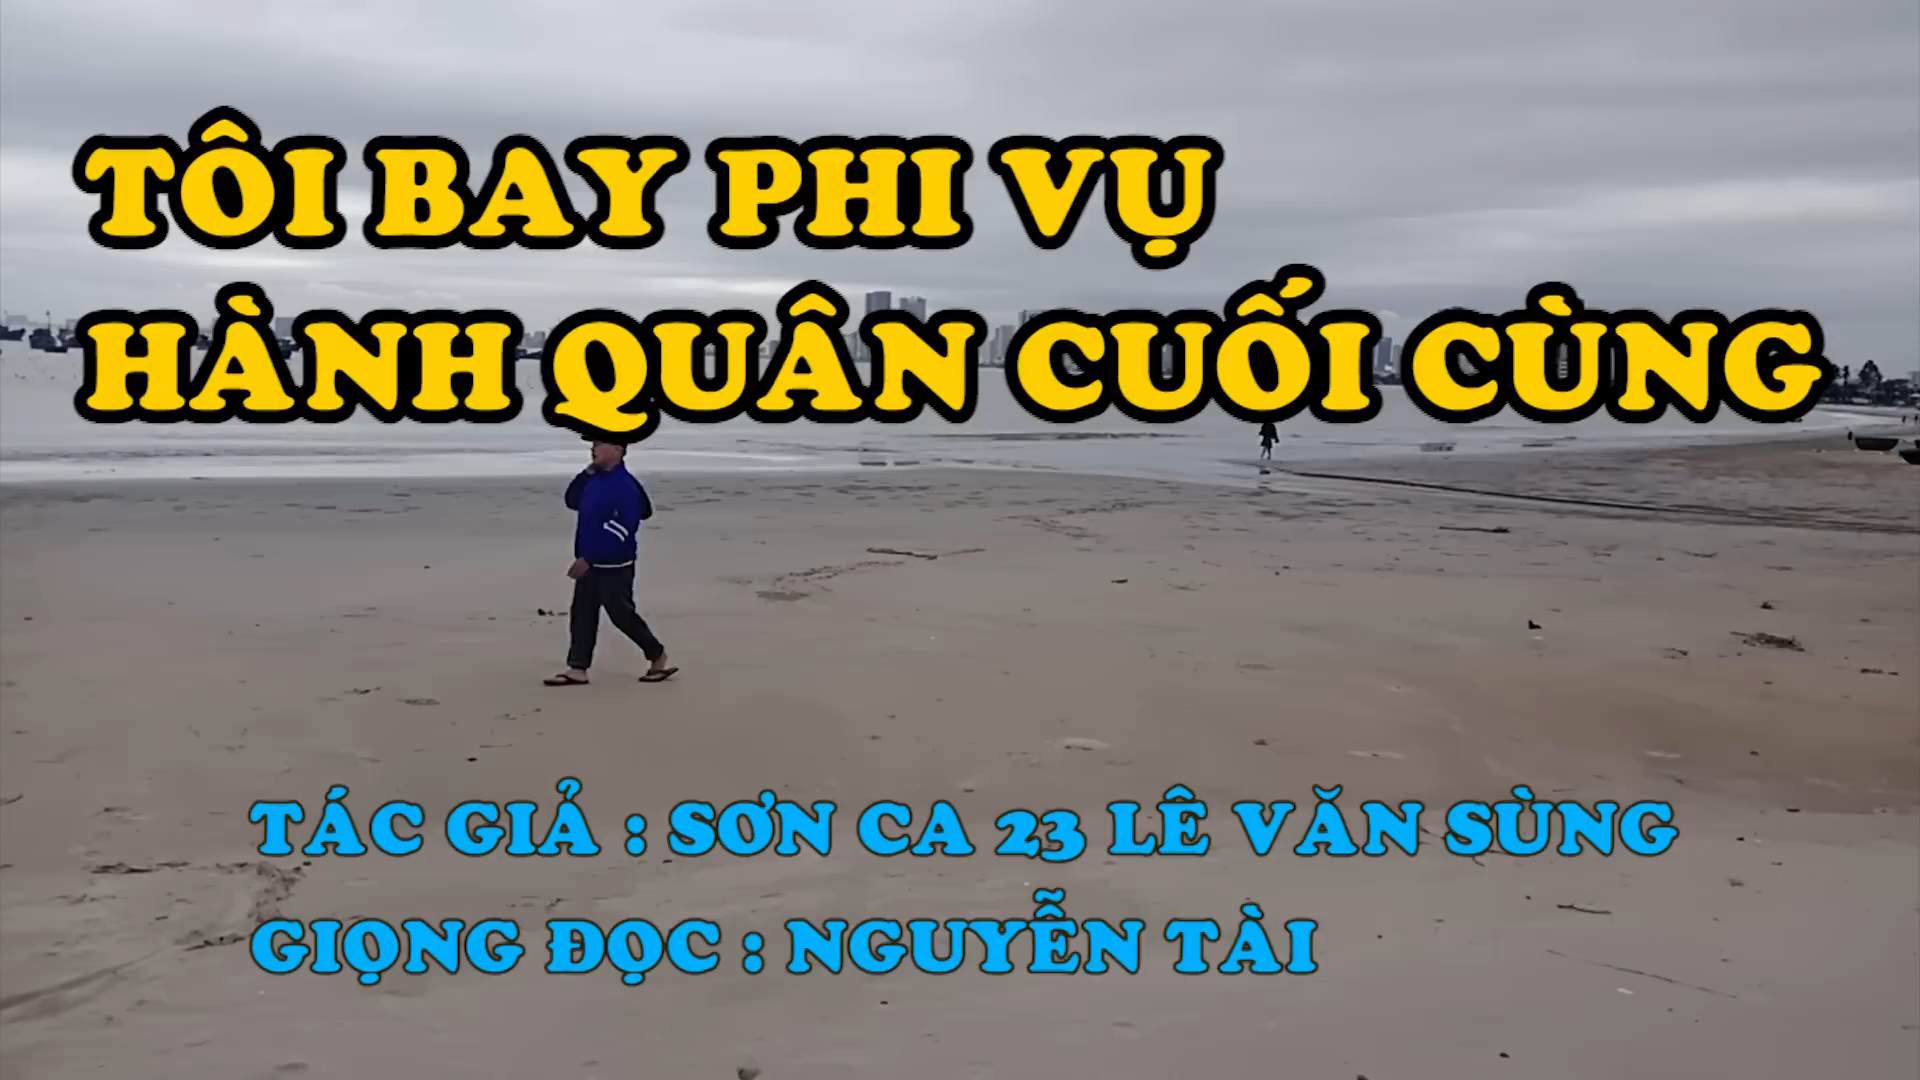 TÔI BAY PHI VỤ
HÀNH QUÂN CUỐI CÙNG
TÁC GIẢ : SƠN CA 23 LÊ VĂN SÙNG
GIỌNG ĐỌC : NGUYỄN TÀI